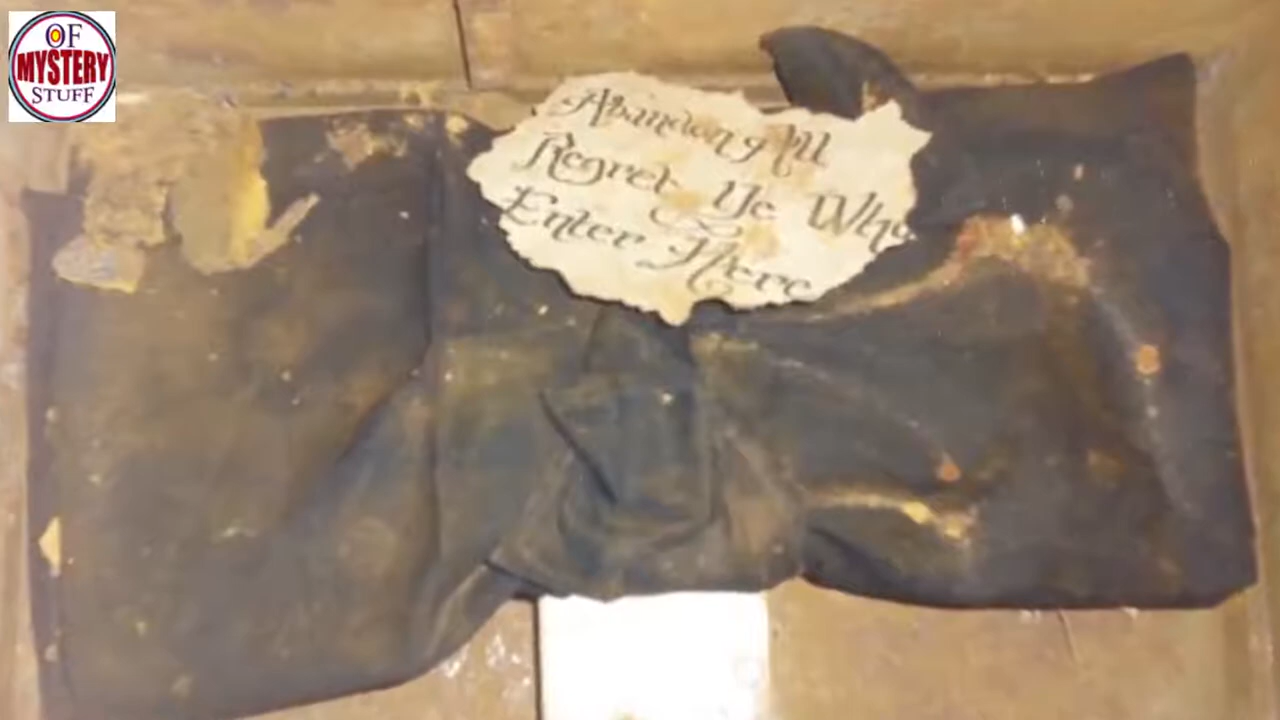 OF
MYSTERY
STUFF
Abandon All
Regret Ye Who
Enter Here